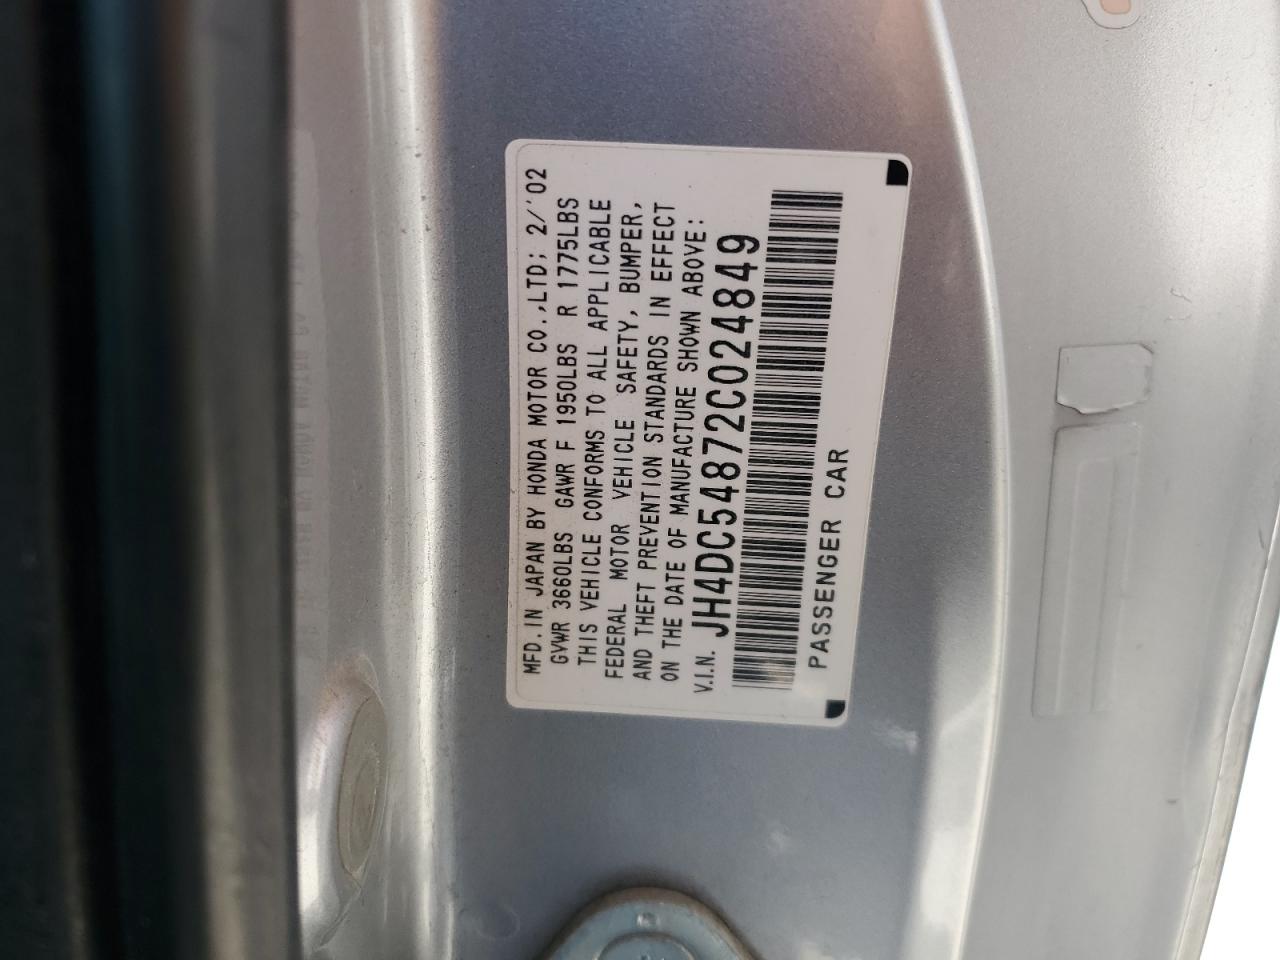 MFD. IN JAPAN BY HONDA MOTOR CO.,LTD; 2/'02
GVWR 3660LBS GAWR F 1950LBS R 1775LBS
THIS VEHICLE CONFORMS TO ALL APPLICABLE
FEDERAL MOTOR VEHICLE SAFETY, BUMPER,
AND THEFT PREVENTION STANDARDS IN EFFECT
ON THE DATE OF MANUFACTURE SHOWN ABOVE:
V.I.N. JH4DC54872C024849
PASSENGER CAR